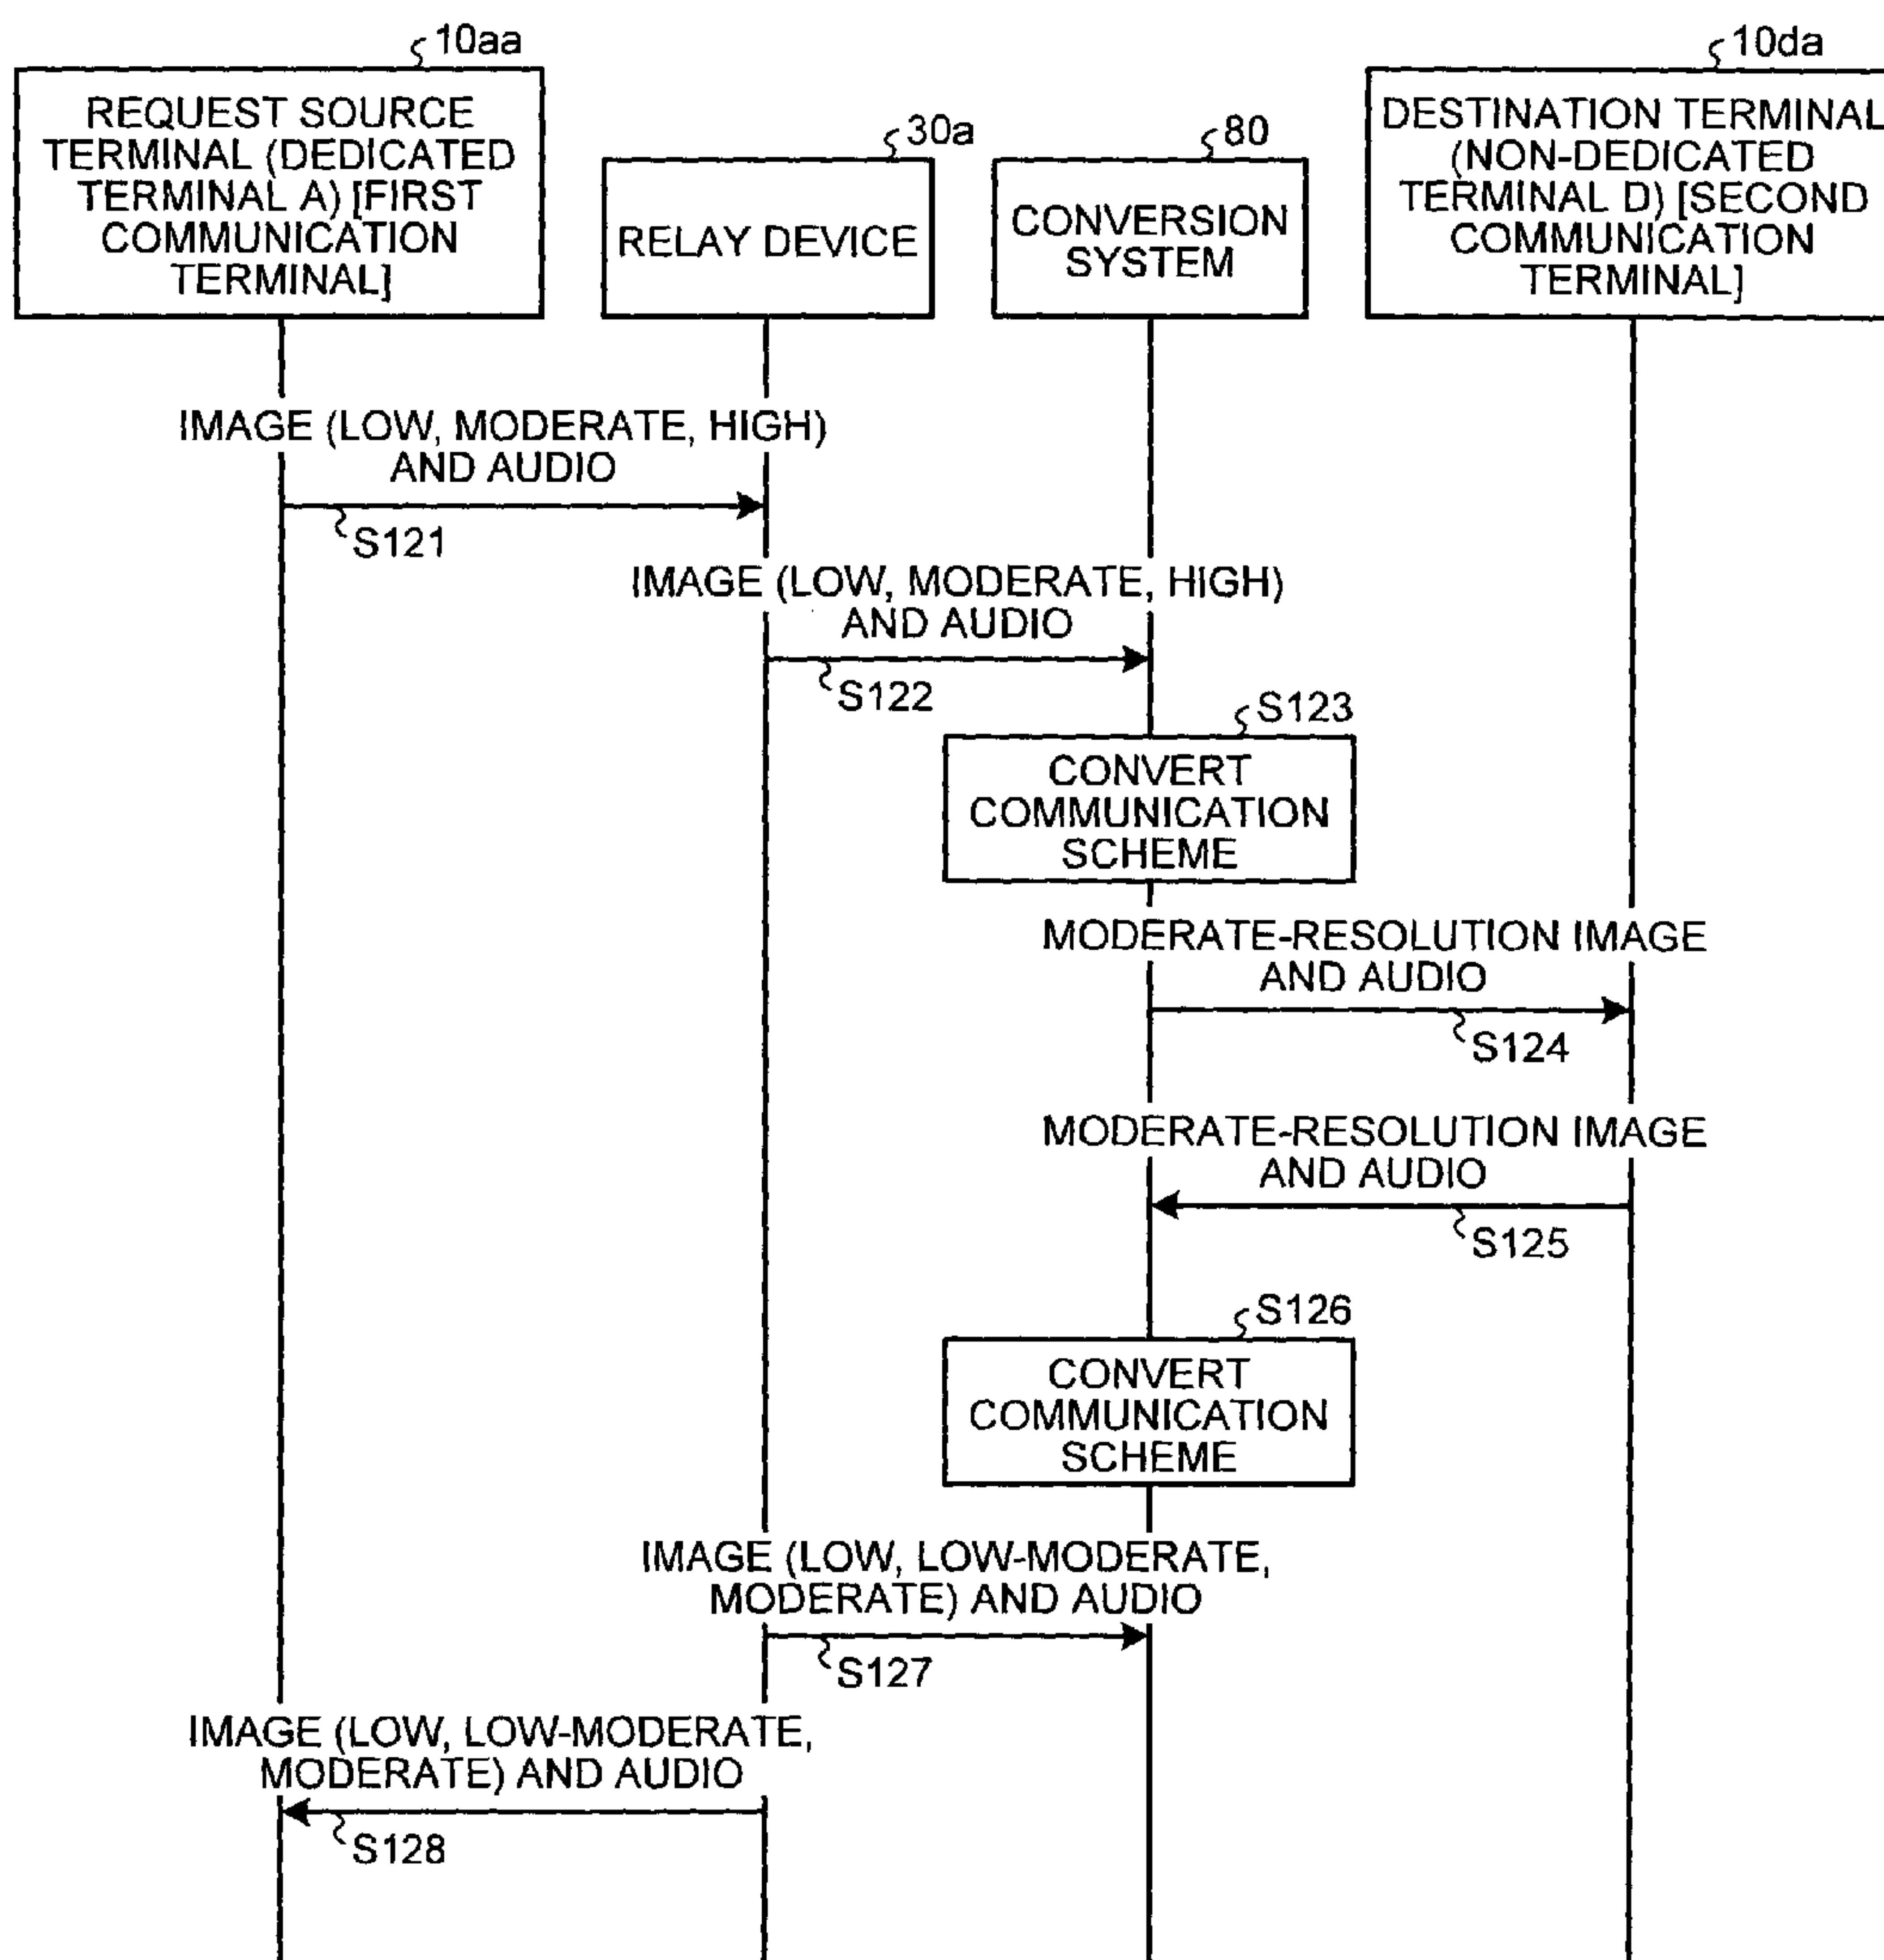 10aa
REQUEST SOURCE
TERMINAL (DEDICATED
TERMINAL A) [FIRST
COMMUNICATION
TERMINAL]
30a
RELAY DEVICE
80
CONVERSION
SYSTEM
10da
DESTINATION TERMINAL
(NON-DEDICATED
TERMINAL D) [SECOND
COMMUNICATION
TERMINAL]
IMAGE (LOW, MODERATE, HIGH)
AND AUDIO
S121
IMAGE (LOW, MODERATE, HIGH)
AND AUDIO
S122
S123
CONVERT
COMMUNICATION
SCHEME
MODERATE-RESOLUTION IMAGE
AND AUDIO
S124
MODERATE-RESOLUTION IMAGE
AND AUDIO
S125
S126
CONVERT
COMMUNICATION
SCHEME
IMAGE (LOW, LOW-MODERATE,
MODERATE) AND AUDIO
S127
IMAGE (LOW, LOW-MODERATE,
MODERATE) AND AUDIO
S128